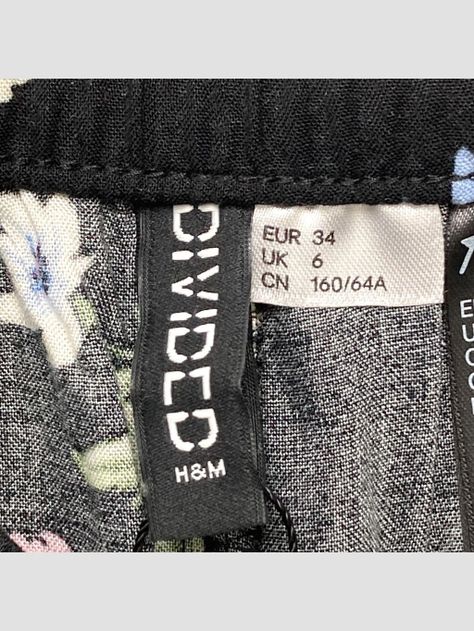 DIVIDED
H&M
EUR 34
UK 6
CN 160/64A